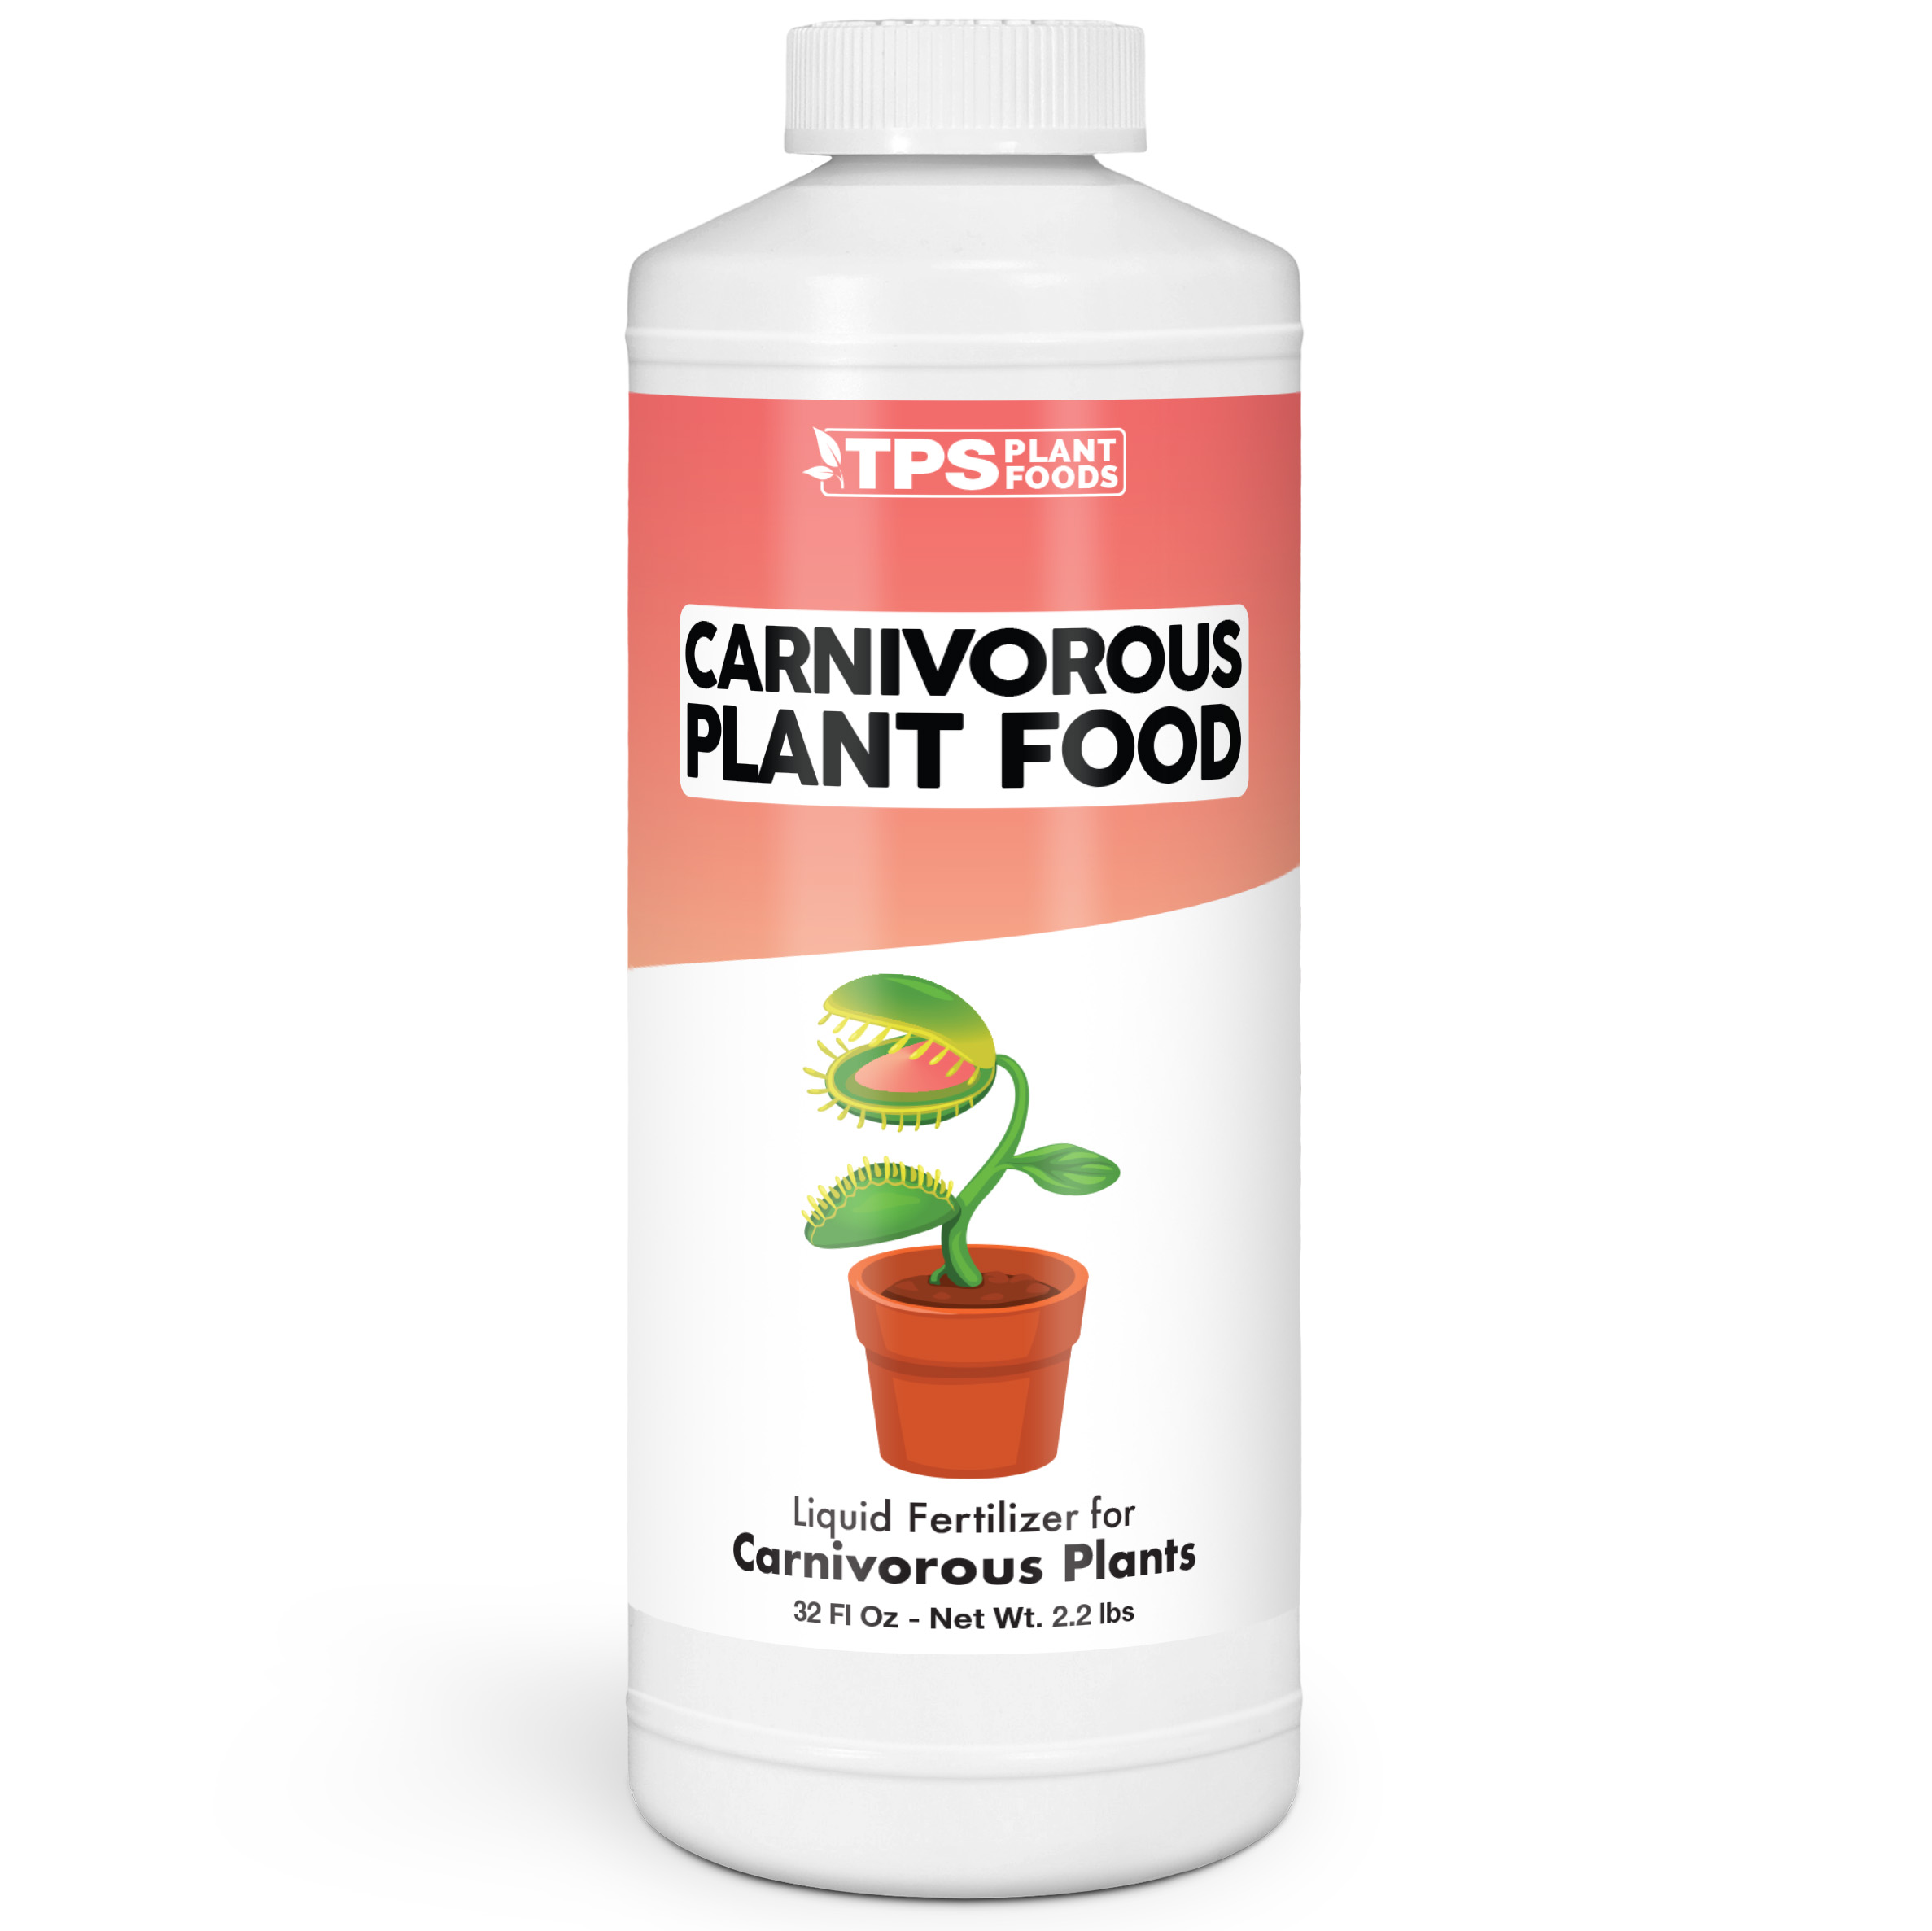 TPS PLANT FOODS
CARNIVOROUS
PLANT FOOD
Liquid Fertilizer for
Carnivorous Plants
32 Fl Oz - Net Wt. 2.2 lbs